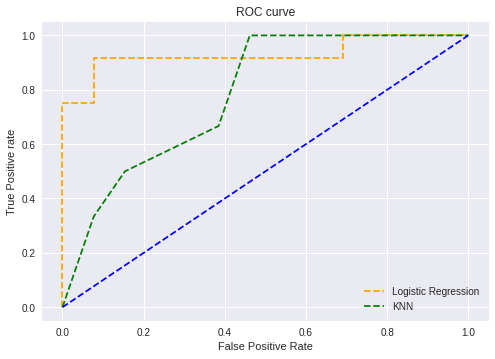 ROC curve
True Positive rate
1.0
0.8
0.6
0.4
0.2
0.0
Logistic Regression
KNN
0.0 0.2 0.4 0.6 0.8 1.0
False Positive Rate